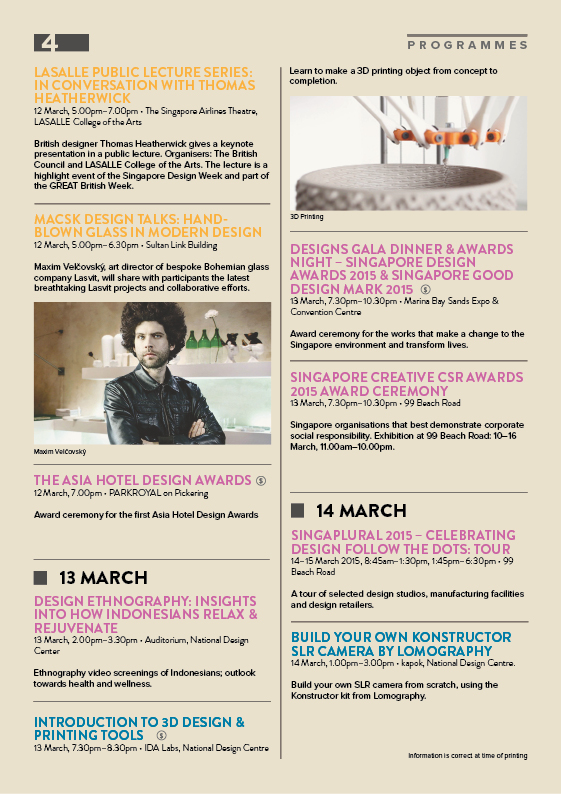 4
PROGRAMMES
LASALLE PUBLIC LECTURE SERIES:
IN CONVERSATION WITH THOMAS
HEATHERWICK
12 March, 5.00pm–7.00pm • The Singapore Airlines Theatre,
LASALLE College of the Arts
British designer Thomas Heatherwick gives a keynote
presentation in a public lecture. Organisers: The British
Council and LASALLE College of the Arts. The lecture is a
highlight event of the Singapore Design Week and part of
the GREAT British Week.
MACSK DESIGN TALKS: HAND-
BLOWN GLASS IN MODERN DESIGN
12 March, 5.00pm–6.30pm • Sultan Link Building
Maxim Velčovský, art director of bespoke Bohemian glass
company Lasvit, will share with participants the latest
breathtaking Lasvit projects and collaborative efforts.
Maxim Velčovský
THE ASIA HOTEL DESIGN AWARDS $
12 March, 7.00pm • PARKROYAL on Pickering
Award ceremony for the first Asia Hotel Design Awards
13 MARCH
DESIGN ETHNOGRAPHY: INSIGHTS
INTO HOW INDONESIANS RELAX &
REJUVENATE
13 March, 2.00pm–3.30pm • Auditorium, National Design
Center
Ethnography video screenings of Indonesians; outlook
towards health and wellness.
INTRODUCTION TO 3D DESIGN &
PRINTING TOOLS $
13 March, 7.30pm–8.30pm • IDA Labs, National Design Centre
Learn to make a 3D printing object from concept to
completion.
3D Printing
DESIGNS GALA DINNER & AWARDS
NIGHT – SINGAPORE DESIGN
AWARDS 2015 & SINGAPORE GOOD
DESIGN MARK 2015 $
13 March, 7.30pm–10.30pm • Marina Bay Sands Expo &
Convention Centre
Award ceremony for the works that make a change to the
Singapore environment and transform lives.
SINGAPORE CREATIVE CSR AWARDS
2015 AWARD CEREMONY
13 March, 7.30pm–10.30pm • 99 Beach Road
Singapore organisations that best demonstrate corporate
social responsibility. Exhibition at 99 Beach Road: 10–16
March, 11.00am–10.00pm.
14 MARCH
SINGAPLURAL 2015 – CELEBRATING
DESIGN FOLLOW THE DOTS: TOUR
14–15 March 2015, 8:45am–1:30pm, 1:45pm–6:30pm • 99
Beach Road
A tour of selected design studios, manufacturing facilities
and design retailers.
BUILD YOUR OWN KONSTRUCTOR
SLR CAMERA BY LOMOGRAPHY
14 March, 1.00pm–3.00pm • kapok, National Design Centre.
Build your own SLR camera from scratch, using the
Konstructor kit from Lomography.
Information is correct at time of printing